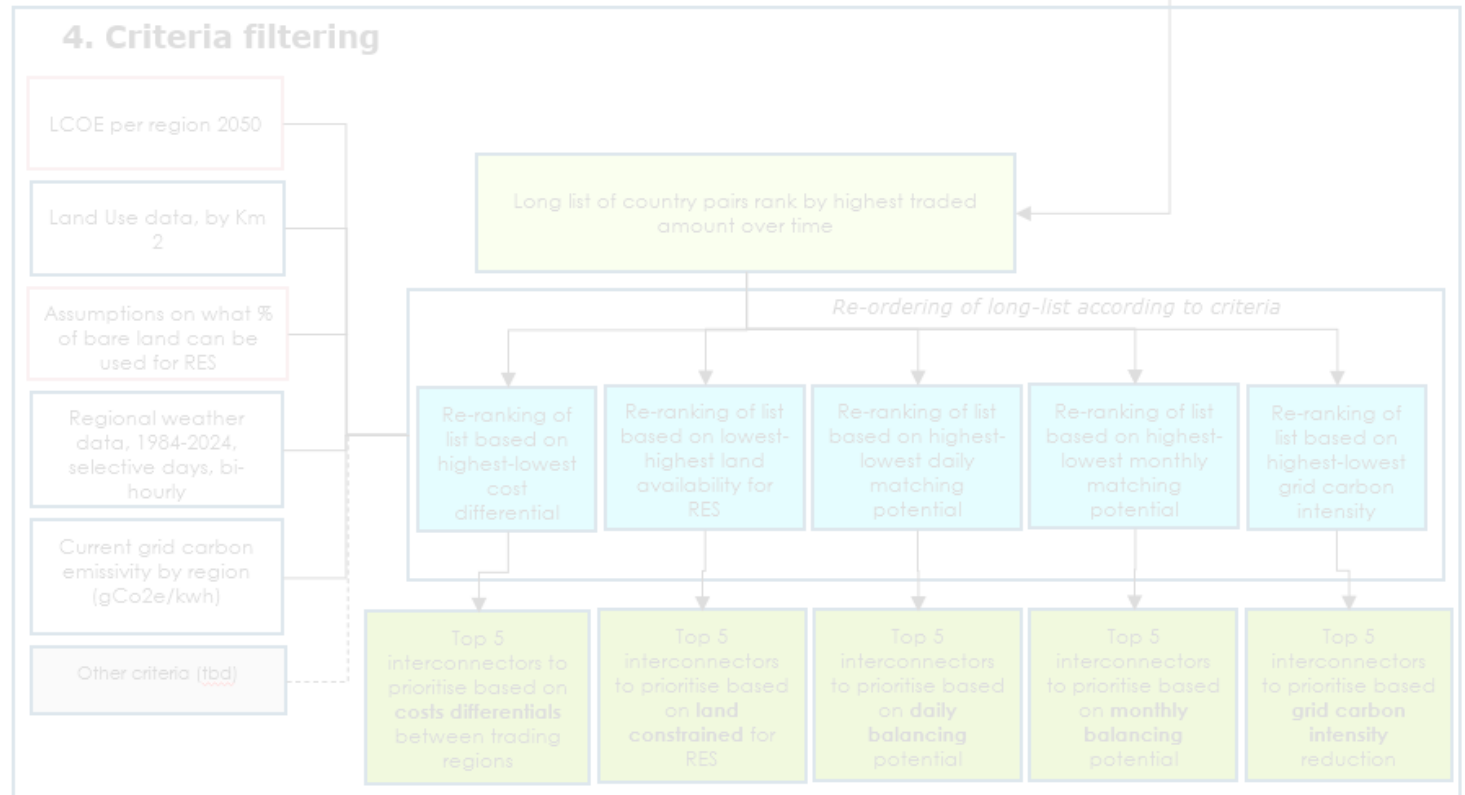 4. Criteria filtering
LCOE per region 2050
Land Use data, by Km
2
Assumptions on what %
of bare land can be
used for RES
Regional weather
data, 1984-2024,
selective days, bi-
hourly
Current grid carbon
emissivity by region
(gCo2e/kwh)
Other criteria (tbd)
Long list of country pairs rank by highest traded
amount over time
Re-ordering of long-list according to criteria
Re-ranking of
list based on
highest-lowest
cost
differential
Re-ranking of list
based on lowest-
highest land
availability for
RES
Re-ranking of list
based on highest-
lowest daily
matching
potential
Re-ranking of list
based on highest-
lowest monthly
matching
potential
Re-ranking of
list based on
highest-lowest
grid carbon
intensity
Top 5
interconnectors to
prioritise based on
costs differentials
between trading
regions
Top 5
interconnectors
to prioritise based
on land
constrained for
RES
Top 5
interconnectors
to prioritise based
on daily
balancing
potential
Top 5
interconnectors
to prioritise based
on monthly
balancing
potential
Top 5
interconnectors
to prioritise based
grid carbon
intensity
reduction